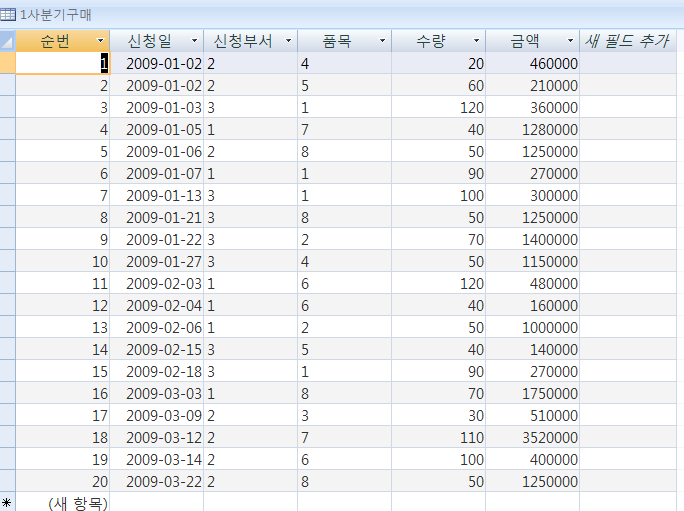 1사분기구매
순번 신청일 신청부서 품목 수량 금액 새 필드 추가
1 2009-01-02 2 4 20 460000
2 2009-01-02 2 5 60 210000
3 2009-01-03 3 1 120 360000
4 2009-01-05 1 7 40 1280000
5 2009-01-06 2 8 50 1250000
6 2009-01-07 1 1 90 270000
7 2009-01-13 3 1 100 300000
8 2009-01-21 3 8 50 1250000
9 2009-01-22 3 2 70 1400000
10 2009-01-27 3 4 50 1150000
11 2009-02-03 1 6 120 480000
12 2009-02-04 1 6 40 160000
13 2009-02-06 1 2 50 1000000
14 2009-02-15 3 5 40 140000
15 2009-02-18 3 1 90 270000
16 2009-03-03 1 8 70 1750000
17 2009-03-09 2 3 30 510000
18 2009-03-12 2 7 110 3520000
19 2009-03-14 2 6 100 400000
20 2009-03-22 2 8 50 1250000
(새 항목)